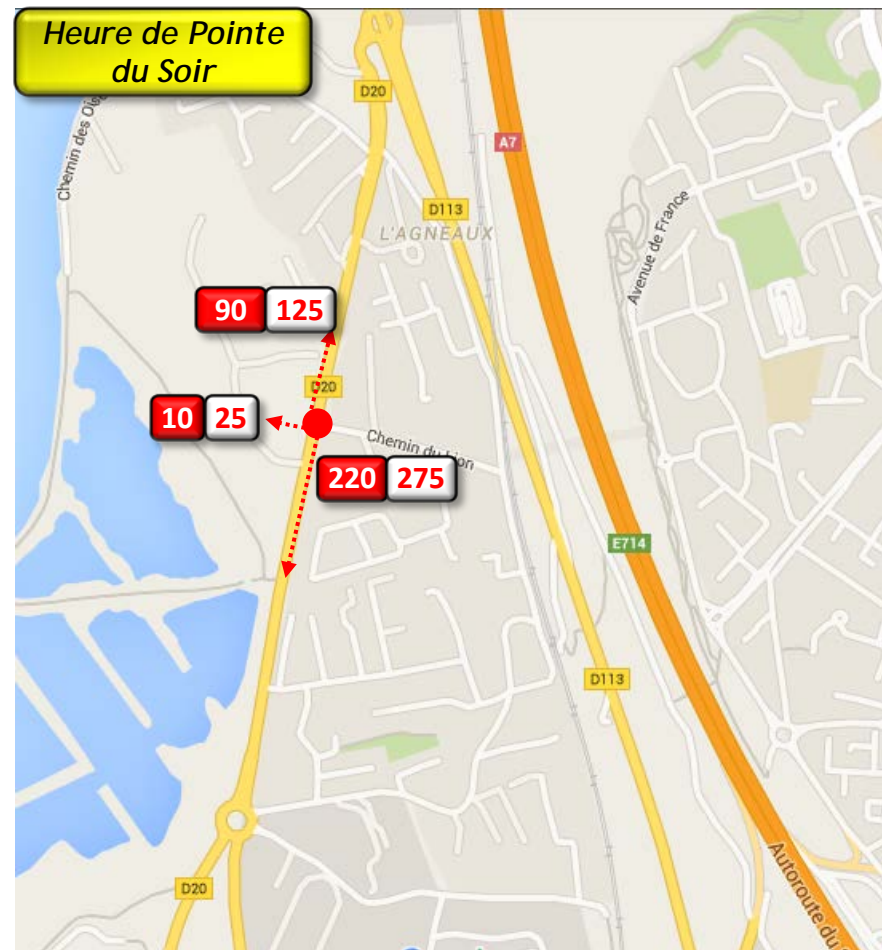 Heure de Pointe
du Soir
D20
Chemin des Ois
A7
D113
L'AGNEAUX
Avenue de France
90 125
D20
10 25
Chemin du Lion
220 275
E714
D113
D20
Autoroute du